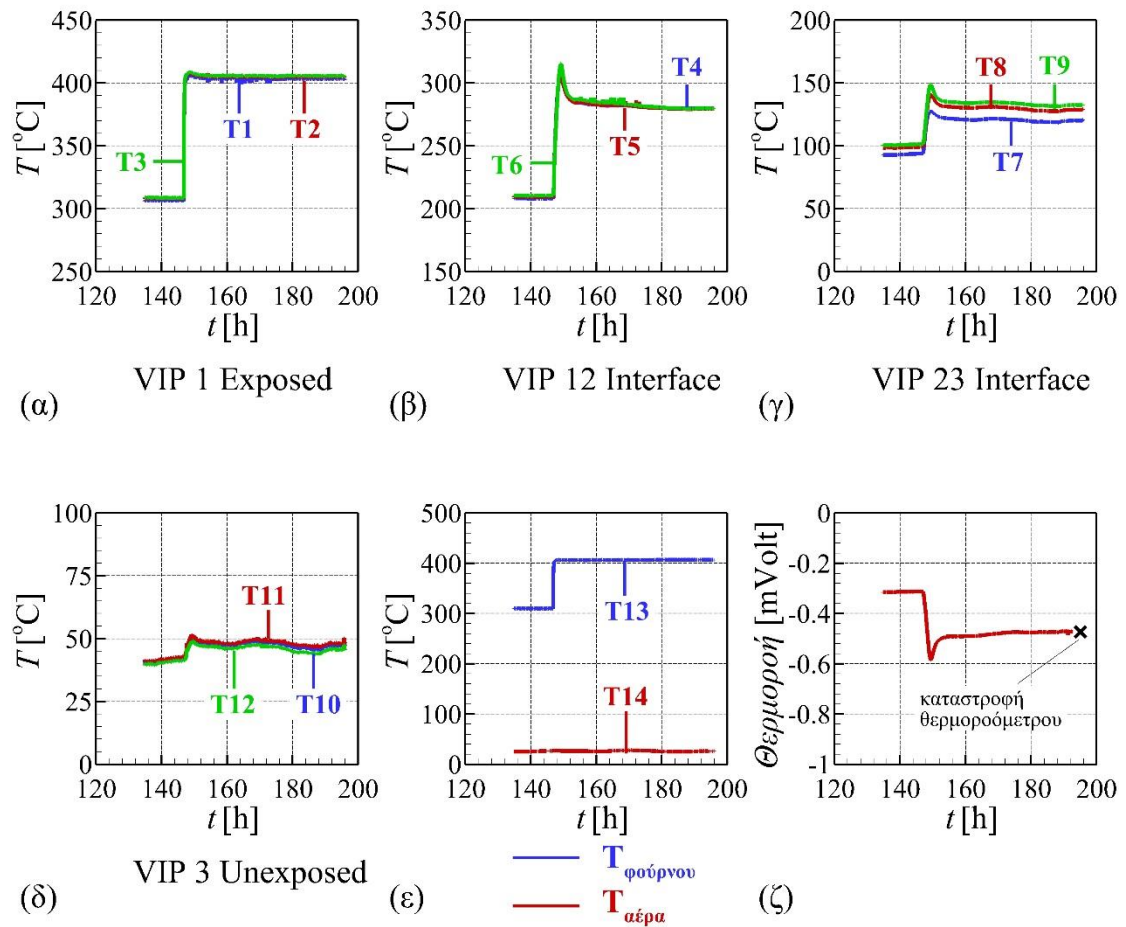 450
400
350
300
250
T [°C]
T3
T1
T2
120 140 160 180 200
t [h]
VIP 1 Exposed
(α)
350
300
250
200
150
T [°C]
T4
T5
T6
120 140 160 180 200
t [h]
VIP 12 Interface
(β)
200
150
100
50
0
T [°C]
T8
T9
T7
120 140 160 180 200
t [h]
VIP 23 Interface
(γ)
100
75
50
25
0
T [°C]
T11
T12
T10
120 140 160 180 200
t [h]
VIP 3 Unexposed
(δ)
500
400
300
200
100
0
T [°C]
T13
T14
120 140 160 180 200
t [h]
Tφούρνου
Tαέρα
(ε)
0
-0.2
-0.4
-0.6
-0.8
-1
Θερμοροή [mVolt]
καταστροφή
θερμοροόμετρου
120 140 160 180 200
t [h]
(ζ)